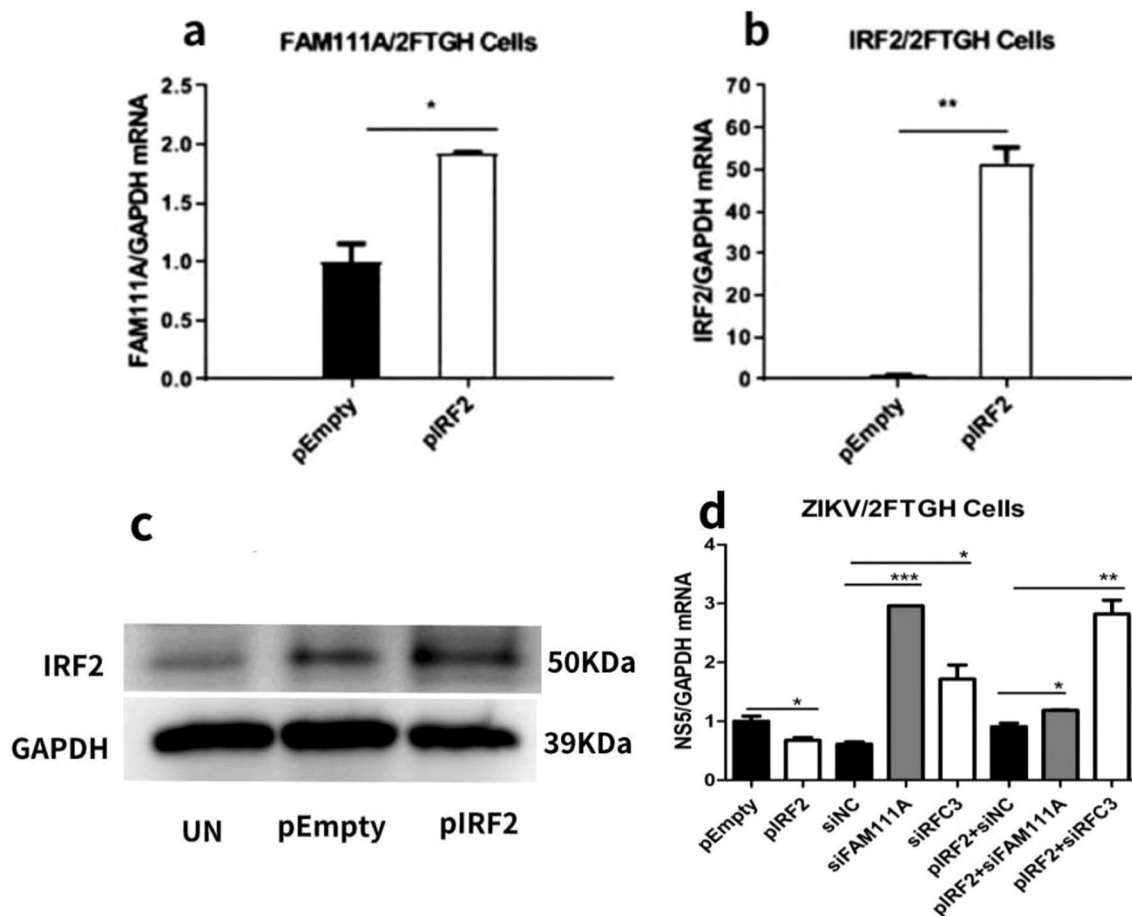 a
FAM111A/2FTGH Cells
FAM111A/GAPDH mRNA
2.5
2.0
1.5
1.0
0.5
0.0
*
pEmpty
pIRF2
b
IRF2/2FTGH Cells
IRF2/GAPDH mRNA
70
60
50
40
30
20
10
0
**
pEmpty
pIRF2
c
IRF2
50KDa
GAPDH
39KDa
UN pEmpty pIRF2
d
ZIKV/2FTGH Cells
NS5/GAPDH mRNA
4
3
2
1
0
*
*
***
*
**
pEmpty
pIRF2
siNC
siFAM111A
siRFC3
pIRF2+siNC
pIRF2+siFAM111A
pIRF2+siRFC3